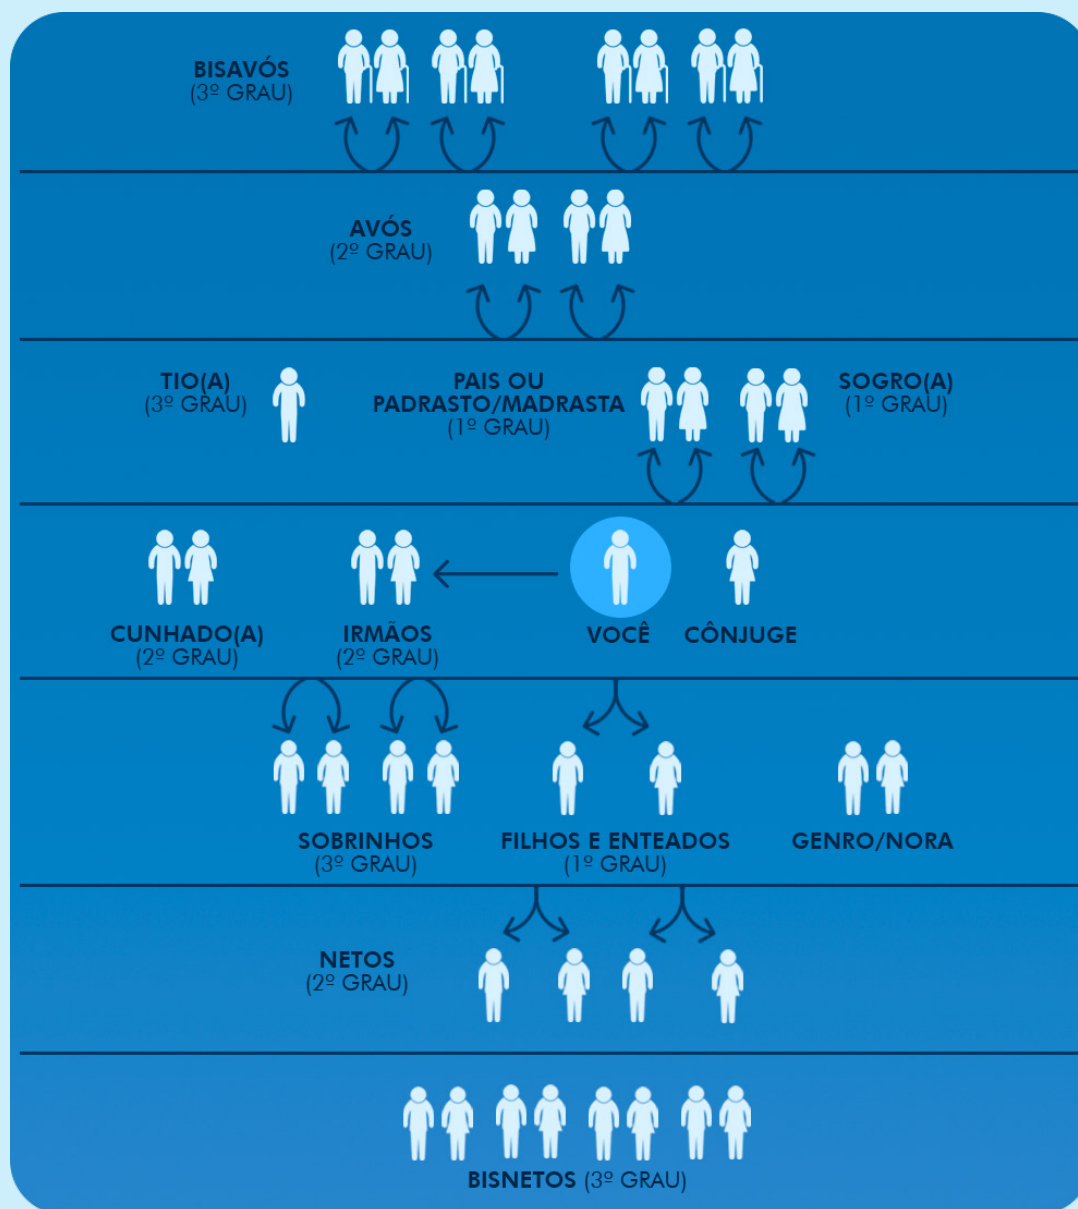 BISAVÓS
(3º GRAU)
AVÓS
(2º GRAU)
TIO(A)
(3º GRAU)
PAIS OU
PADRASTO/MADRASTA
(1º GRAU)
SOGRO(A)
(1º GRAU)
CUNHADO(A)
(2º GRAU)
IRMÃOS
(2º GRAU)
VOCÊ
CÔNJUGE
SOBRINHOS
(3º GRAU)
FILHOS E ENTEADOS
(1º GRAU)
GENRO/NORA
NETOS
(2º GRAU)
BISNETOS (3º GRAU)